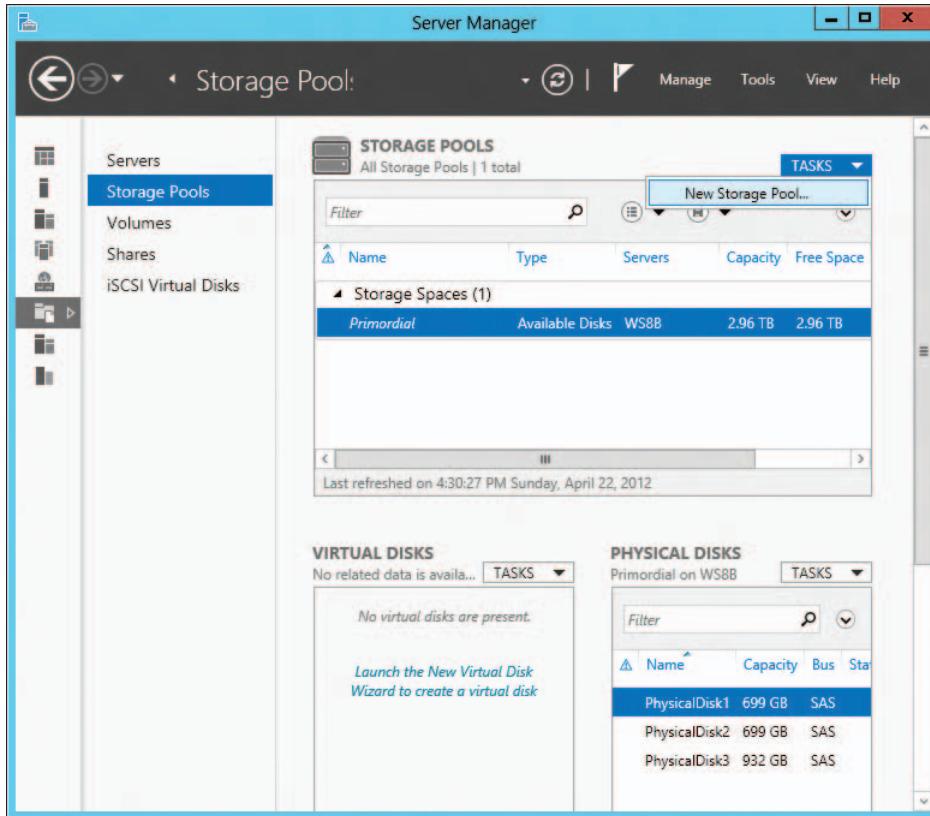 Server Manager
Storage Pools
Manage Tools View Help
Servers
Storage Pools
Volumes
Shares
iSCSI Virtual Disks
STORAGE POOLS
All Storage Pools | 1 total
TASKS
New Storage Pool...
Filter
Name Type Servers Capacity Free Space
Storage Spaces (1)
Primordial Available Disks WS8B 2.96 TB 2.96 TB
Last refreshed on 4:30:27 PM Sunday, April 22, 2012
VIRTUAL DISKS
No related data is availa... TASKS
No virtual disks are present.
Launch the New Virtual Disk
Wizard to create a virtual disk
PHYSICAL DISKS
Primordial on WS8B TASKS
Filter
Name Capacity Bus Sta
PhysicalDisk1 699 GB SAS
PhysicalDisk2 699 GB SAS
PhysicalDisk3 932 GB SAS